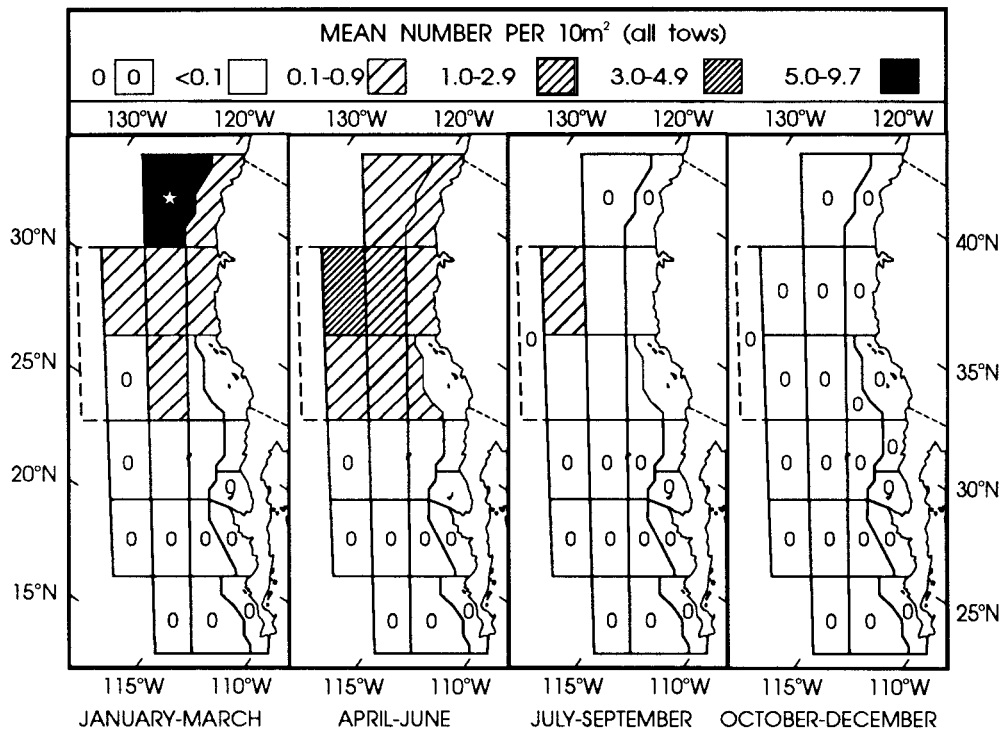 MEAN NUMBER PER 10m² (all tows)
0 0 <0.1 0.1-0.9 1.0-2.9 3.0-4.9 5.0-9.7
130°W 120°W 130°W 120°W 130°W 120°W 130°W 120°W
0 0 0 0
30°N 40°N
0 0 0
0 0
25°N 35°N
0 0 0 0
0
0
0 0 0 0 0 0 0 0
20°N 30°N
0 0 0
0 0 0 0 0 0 0 0 0 0 0 0 0 0 0 0
15°N 25°N
0 0 0 0
0 0 0 0 0 0 0 0
115°W 110°W 115°W 110°W 115°W 110°W 115°W 110°W
JANUARY-MARCH APRIL-JUNE JULY-SEPTEMBER OCTOBER-DECEMBER